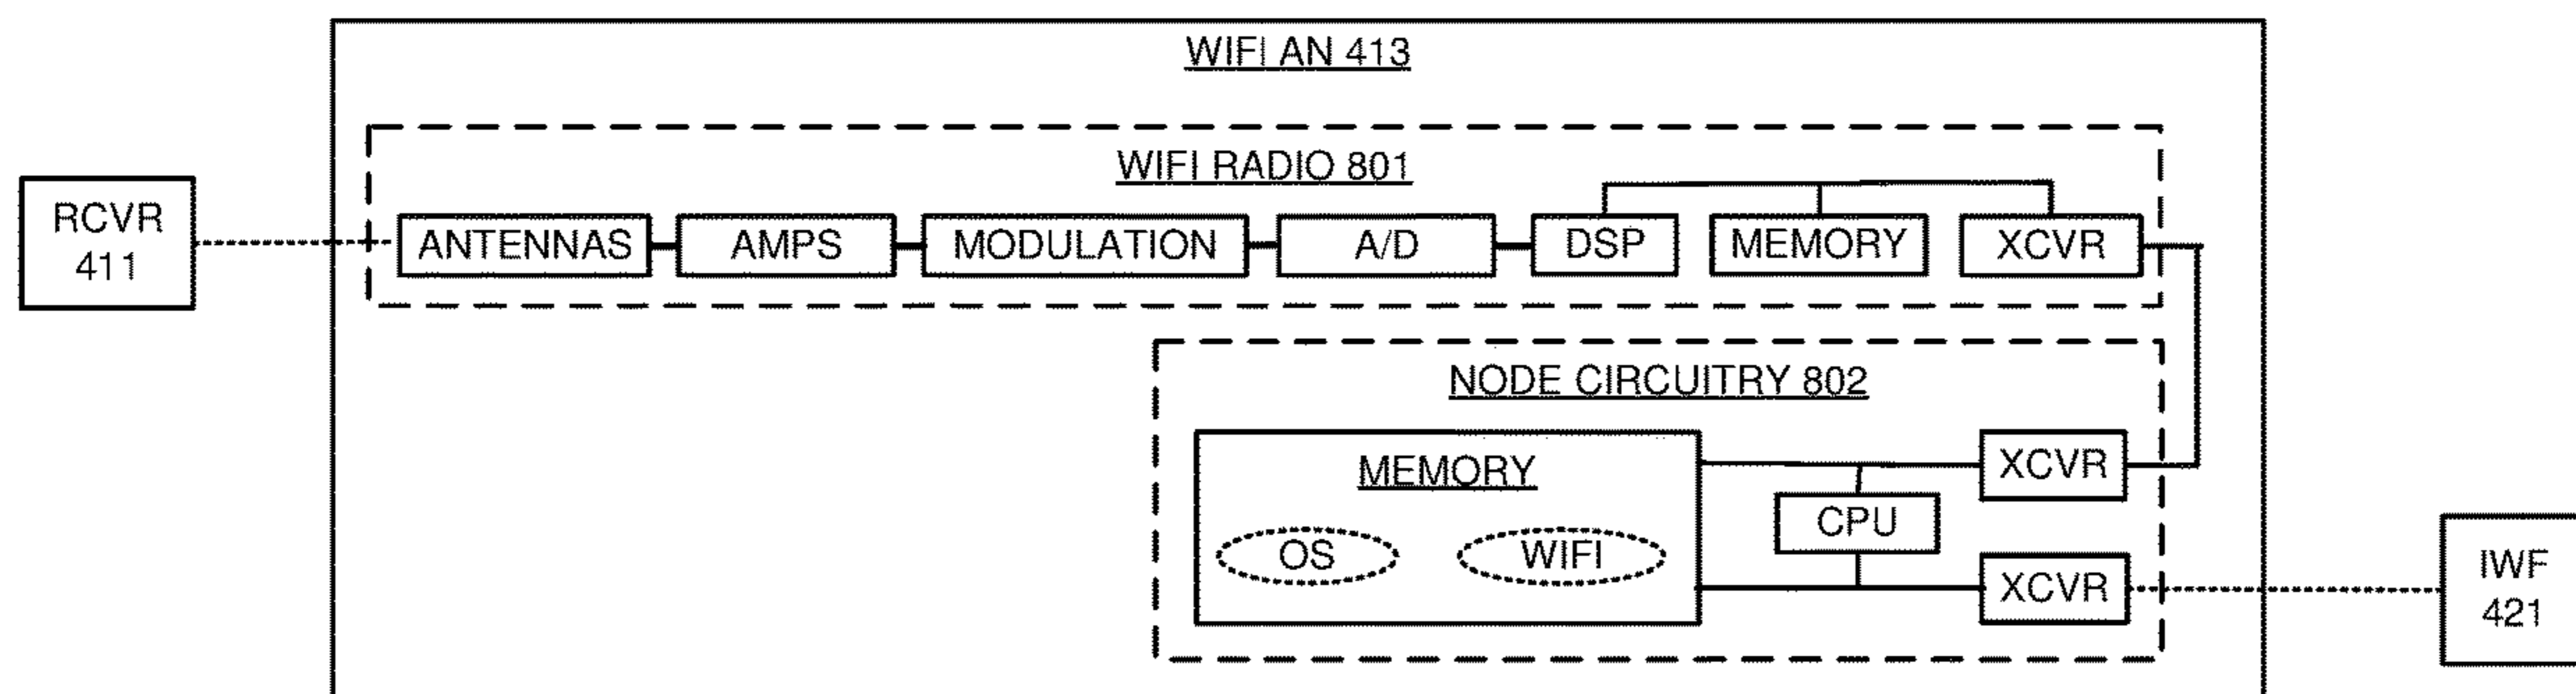 WIFI AN 413
WIFI RADIO 801
RCVR
411
ANTENNAS AMPS MODULATION A/D DSP MEMORY XCVR
NODE CIRCUITRY 802
MEMORY
XCVR
CPU
OS WIFI
XCVR
IWF
421